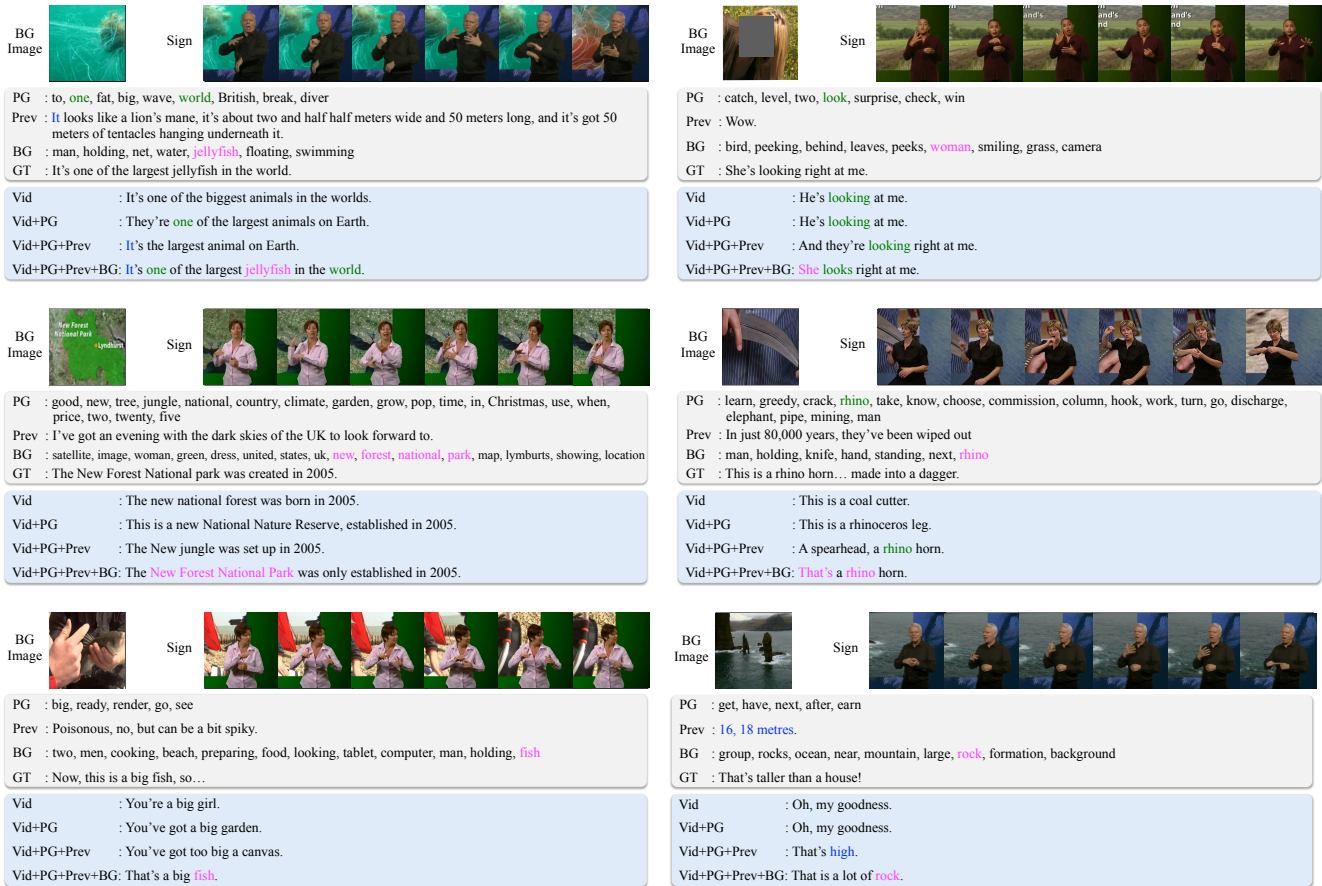 BG
Image
Sign
PG : to, one, fat, big, wave, world, British, break, diver
Prev : It looks like a lion's mane, it's about two and half half meters wide and 50 meters long, and it's got 50
meters of tentacles hanging underneath it.
BG : man, holding, net, water, jellyfish, floating, swimming
GT : It's one of the largest jellyfish in the world.
Vid : It's one of the biggest animals in the worlds.
Vid+PG : They're one of the largest animals on Earth.
Vid+PG+Prev : It's the largest animal on Earth.
Vid+PG+Prev+BG: It's one of the largest jellyfish in the world.
BG
Image
Sign
and's
and's
and's
PG : catch, level, two, look, surprise, check, win
Prev : Wow.
BG : bird, peeking, behind, leaves, peeks, woman, smiling, grass, camera
GT : She's looking right at me.
Vid : He's looking at me.
Vid+PG : He's looking at me.
Vid+PG+Prev : And they're looking right at me.
Vid+PG+Prev+BG: She looks right at me.
BG
Image
New Forest
National Park
Lyndhurst
Sign
PG : good, new, tree, jungle, national, country, climate, garden, grow, pop, time, in, Christmas, use, when,
price, two, twenty, five
Prev : I've got an evening with the dark skies of the UK to look forward to.
BG : satellite, image, woman, green, dress, united, states, uk, new, forest, national, park, map, lymburts, showing, location
GT : The New Forest National park was created in 2005.
Vid : The new national forest was born in 2005.
Vid+PG : This is a new National Nature Reserve, established in 2005.
Vid+PG+Prev : The New jungle was set up in 2005.
Vid+PG+Prev+BG: The New Forest National Park was only established in 2005.
BG
Image
Sign
PG : learn, greedy, crack, rhino, take, know, choose, commission, column, hook, work, turn, go, discharge,
elephant, pipe, mining, man
Prev : In just 80,000 years, they've been wiped out
BG : man, holding, knife, hand, standing, next, rhino
GT : This is a rhino horn… made into a dagger.
Vid : This is a coal cutter.
Vid+PG : This is a rhinoceros leg.
Vid+PG+Prev : A spearhead, a rhino horn.
Vid+PG+Prev+BG: That's a rhino horn.
BG
Image
Sign
PG : big, ready, render, go, see
Prev : Poisonous, no, but can be a bit spiky.
BG : two, men, cooking, beach, preparing, food, looking, tablet, computer, man, holding, fish
GT : Now, this is a big fish, so…
Vid : You're a big girl.
Vid+PG : You've got a big garden.
Vid+PG+Prev : You've got too big a canvas.
Vid+PG+Prev+BG: That's a big fish.
BG
Image
Sign
PG : get, have, next, after, earn
Prev : 16, 18 metres.
BG : group, rocks, ocean, near, mountain, large, rock, formation, background
GT : That's taller than a house!
Vid : Oh, my goodness.
Vid+PG : Oh, my goodness.
Vid+PG+Prev : That's high.
Vid+PG+Prev+BG: That is a lot of rock.